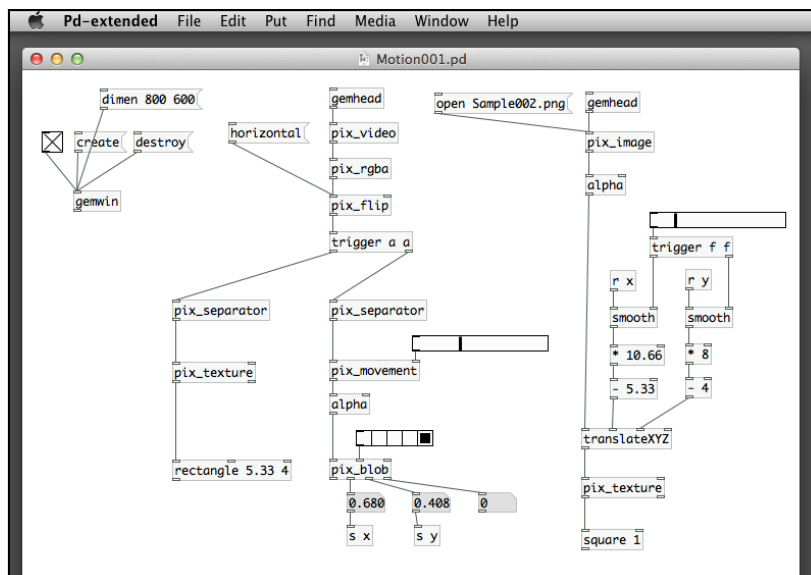 Pd-extended File Edit Put Find Media Window Help
Motion001.pd
dimen 800 600
create
destroy
gemwin
horizontal
gemhead
pix_video
pix_rgba
pix_flip
trigger a a
pix_separator
pix_texture
rectangle 5.33 4
pix_separator
pix_movement
alpha
pix_blob
0.680
0.408
0
s x
s y
open Sample002.png
gemhead
pix_image
alpha
trigger f f
r x
r y
smooth
smooth
* 10.66
* 8
- 5.33
- 4
translateXYZ
pix_texture
square 1